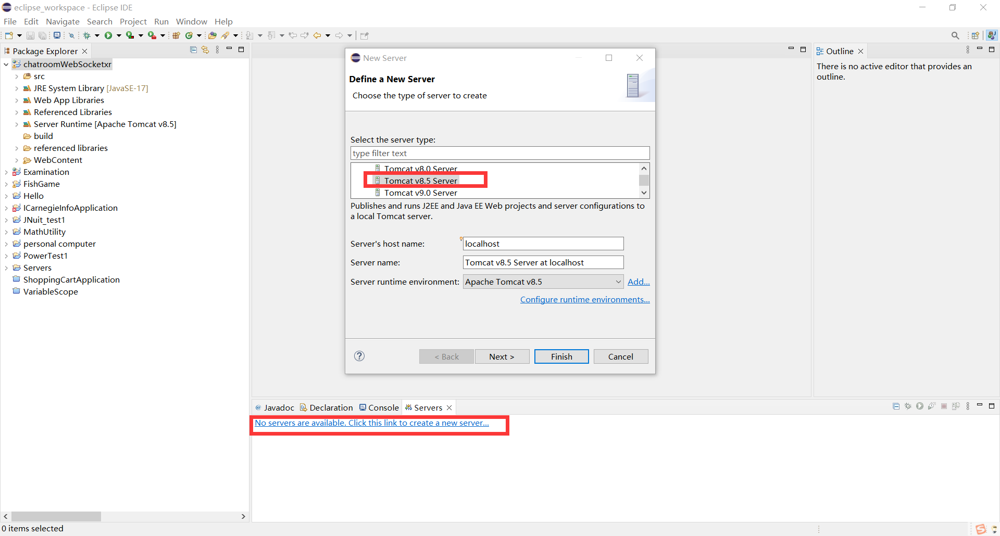 eclipse_workspace - Eclipse IDE
File Edit Navigate Search Project Run Window Help
Package Explorer
chatroomWebSocketxr
src
JRE System Library [JavaSE-17]
Web App Libraries
Referenced Libraries
Server Runtime [Apache Tomcat v8.5]
build
referenced libraries
WebContent
Examination
FishGame
Hello
ICarnegieInfoApplication
JNuit_test1
MathUtility
personal computer
PowerTest1
Servers
ShoppingCartApplication
VariableScope
New Server
Define a New Server
Choose the type of server to create
Select the server type:
type filter text
Tomcat v8.0 Server
Tomcat v8.5 Server
Tomcat v9.0 Server
Publishes and runs J2EE and Java EE Web projects and server configurations to
a local Tomcat server.
Server's host name: localhost
Server name: Tomcat v8.5 Server at localhost
Server runtime environment: Apache Tomcat v8.5 Add...
Configure runtime environments...
< Back Next > Finish Cancel
Outline
There is no active editor that provides an
outline.
@ Javadoc Declaration Console Servers
No servers are available. Click this link to create a new server...
0 items selected